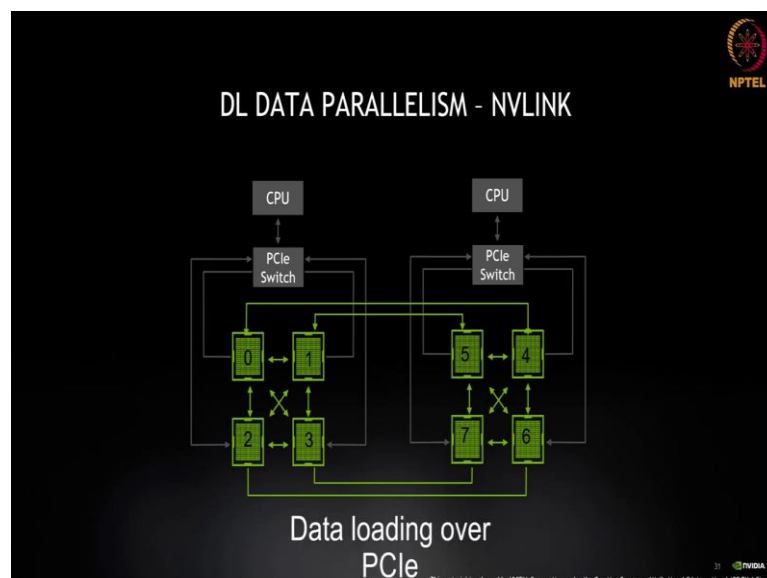 NPTEL
DL DATA PARALLELISM - NVLINK
CPU
CPU
PCIe
Switch
PCIe
Switch
0
1
5
4
2
3
7
6
Data loading over
PCIe
31 NVIDIA